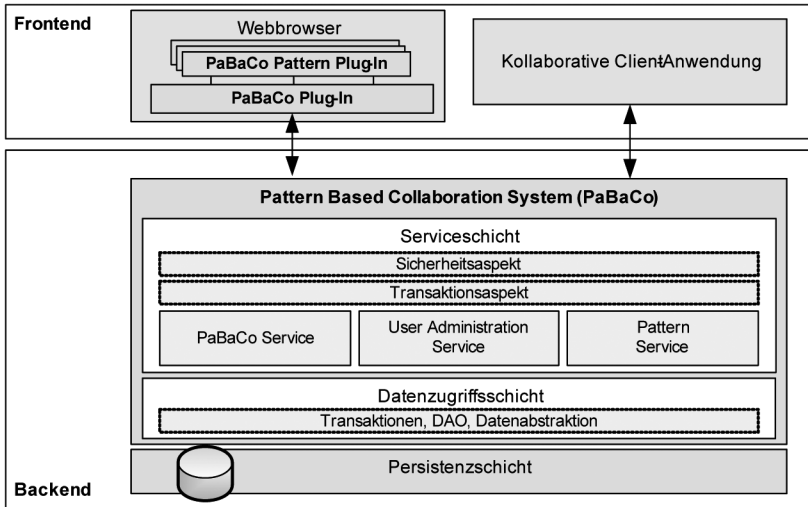 Frontend
Webbrowser
PaBaCo Pattern Plug-In
PaBaCo Plug-In
Kollaborative Client-Anwendung
Pattern Based Collaboration System (PaBaCo)
Serviceschicht
Sicherheitsaspekt
Transaktionsaspekt
PaBaCo Service
User Administration
Service
Pattern
Service
Datenzugriffsschicht
Transaktionen, DAO, Datenabstraktion
Persistenzschicht
Backend